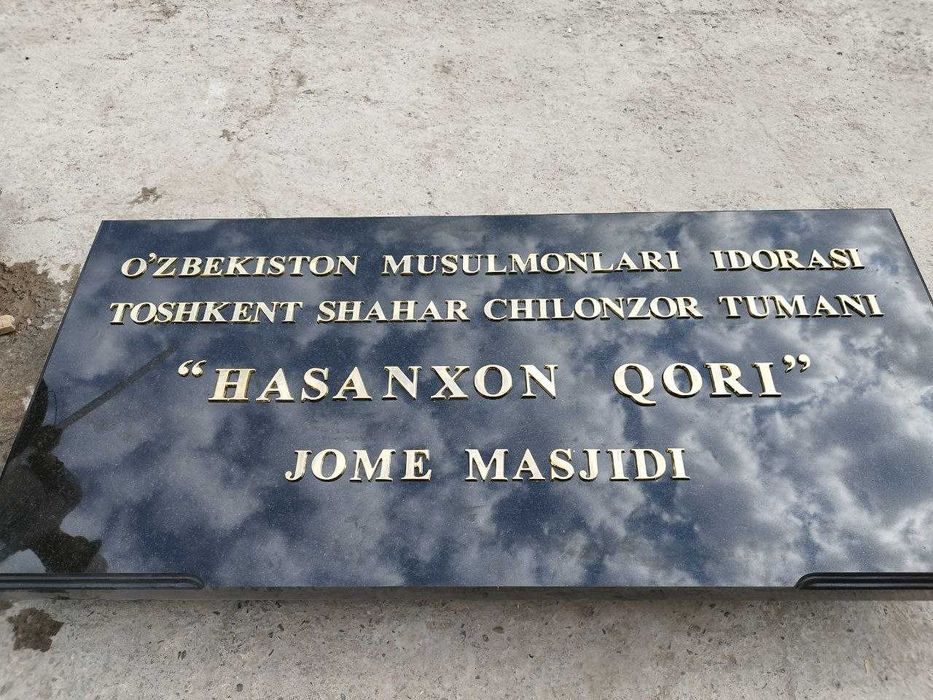 O'ZBEKISTON MUSULMONLARI IDORASI
TOSHKENT SHAHAR CHILONZOR TUMANI
“HASANXON QORI”
JOME MASJIDI